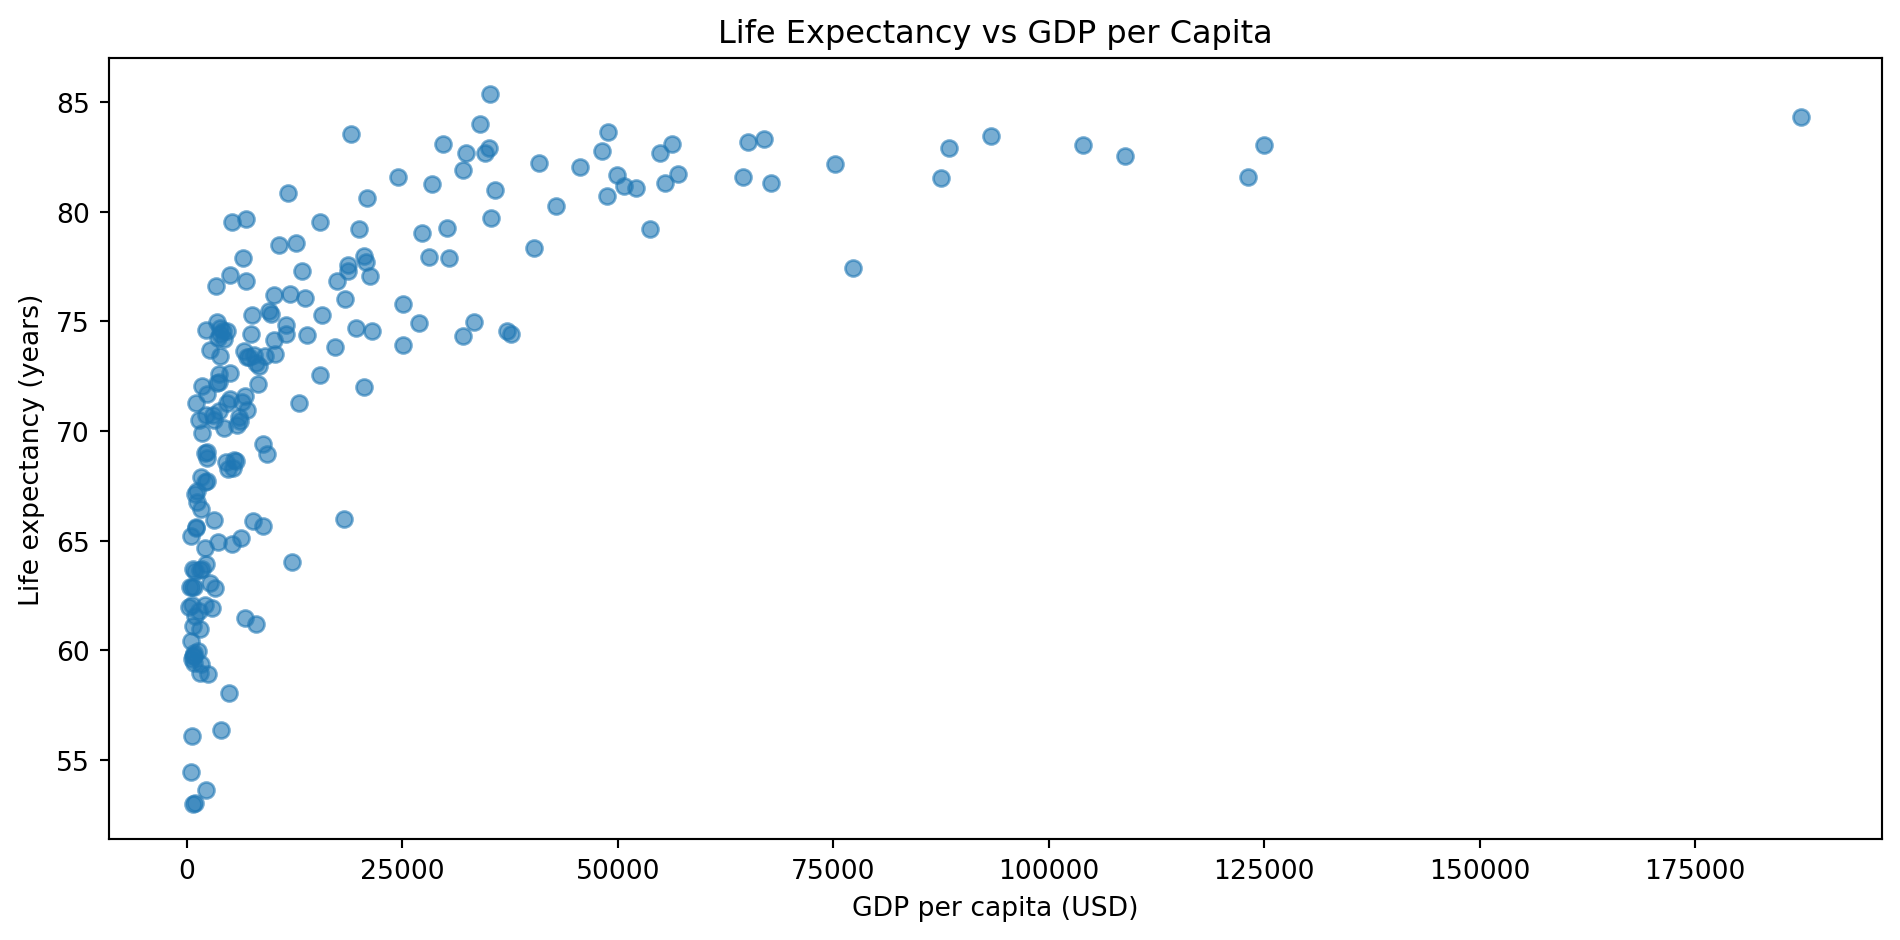 Life Expectancy vs GDP per Capita
85
80
75
70
65
60
55
Life expectancy (years)
0 25000 50000 75000 100000 125000 150000 175000
GDP per capita (USD)